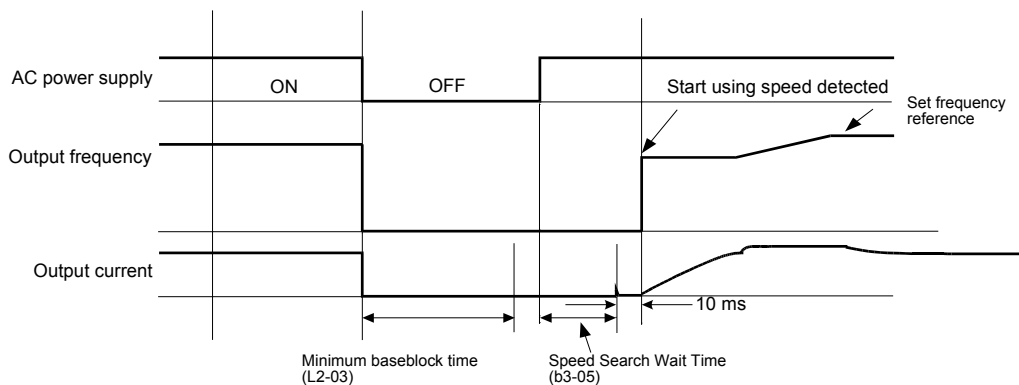 AC power supply
ON
OFF
Start using speed detected
Set frequency
reference
Output frequency
Output current
10 ms
Minimum baseblock time
(L2-03)
Speed Search Wait Time
(b3-05)